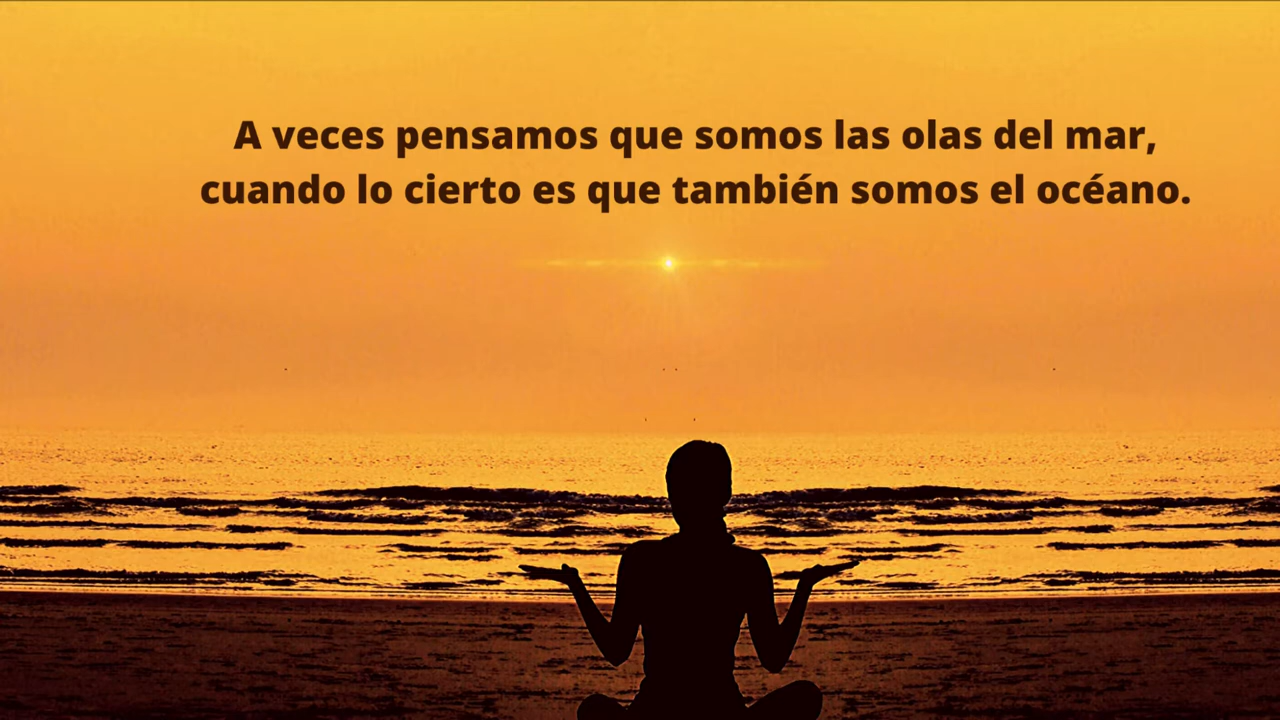 A veces pensamos que somos las olas del mar,
cuando lo cierto es que también somos el océano.